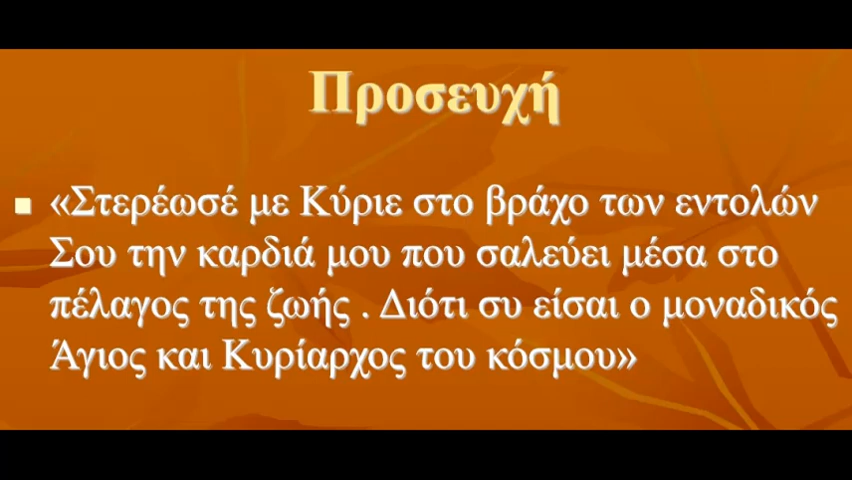 Προσευχή
«Στερέωσέ με Κύριε στο βράχο των εντολών
Σου την καρδιά μου που σαλεύει μέσα στο
πέλαγος της ζωής . Διότι συ είσαι ο μοναδικός
Άγιος και Κυρίαρχος του κόσμου»